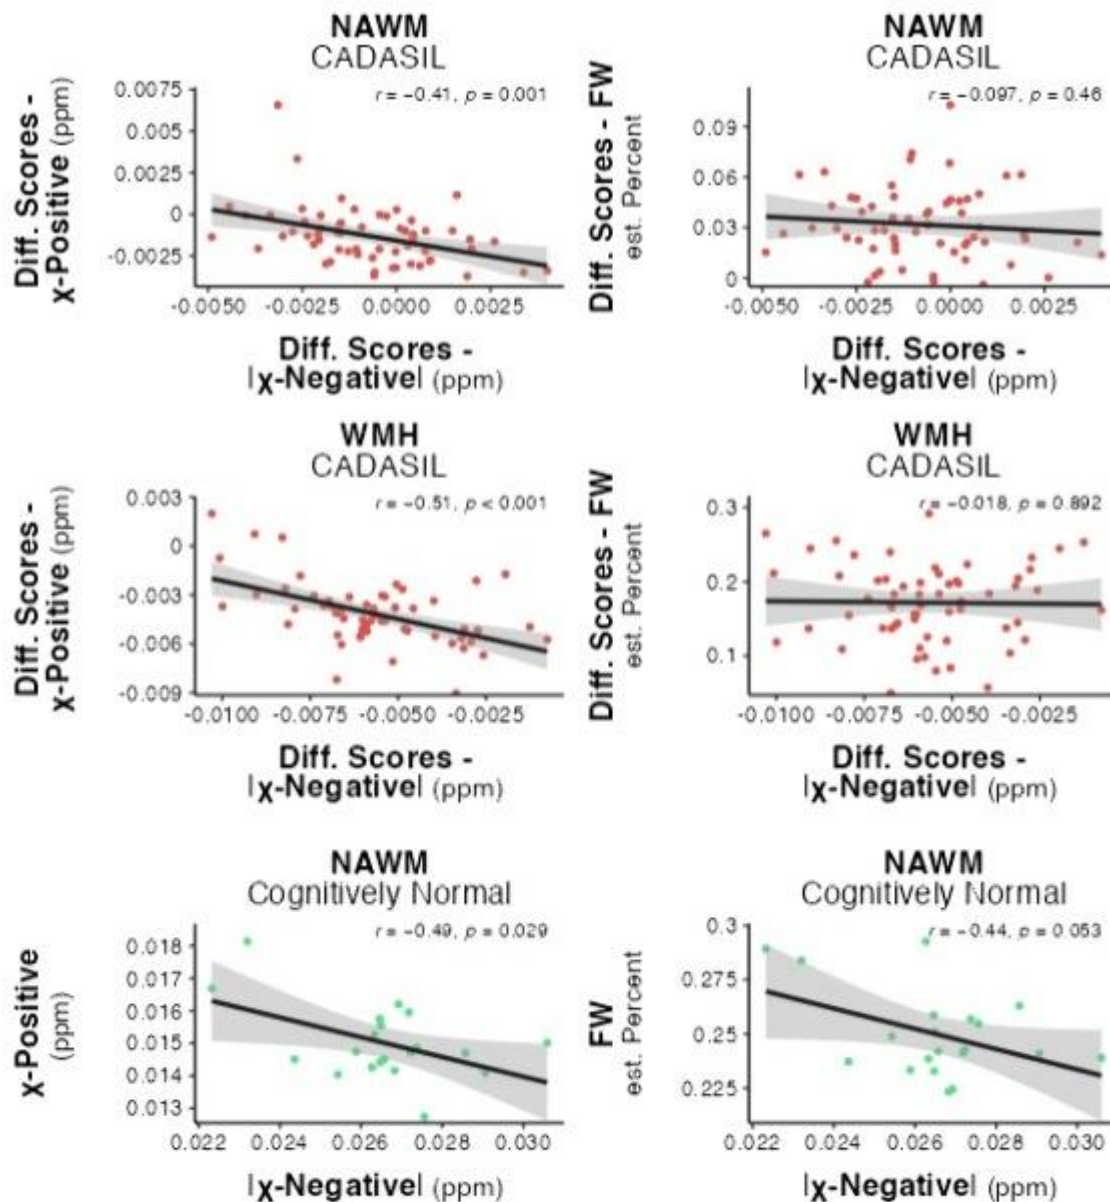 NAWM
CADASIL
r = -0.41, p = 0.001
Diff. Scores -
χ-Positive (ppm)
0.0075
0.005
0.0025
0
-0.0025
-0.0050 -0.0025 0.0000 0.0025
Diff. Scores -
|χ-Negative| (ppm)
NAWM
CADASIL
r = -0.097, p = 0.46
Diff. Scores - FW
est. Percent
0.09
0.06
0.03
0
-0.0050 -0.0025 0.0000 0.0025
Diff. Scores -
|χ-Negative| (ppm)
WMH
CADASIL
r = -0.51, p < 0.001
Diff. Scores -
χ-Positive (ppm)
0.003
0
-0.003
-0.006
-0.009
-0.0100 -0.0075 -0.0050 -0.0025
Diff. Scores -
|χ-Negative| (ppm)
WMH
CADASIL
r = -0.018, p = 0.892
Diff. Scores - FW
est. Percent
0.3
0.2
0.1
-0.0100 -0.0075 -0.0050 -0.0025
Diff. Scores -
|χ-Negative| (ppm)
NAWM
Cognitively Normal
r = -0.49, p = 0.029
χ-Positive
(ppm)
0.018
0.017
0.016
0.015
0.014
0.013
0.022 0.024 0.026 0.028 0.030
|χ-Negative| (ppm)
NAWM
Cognitively Normal
r = -0.44, p = 0.053
FW
est. Percent
0.3
0.275
0.25
0.225
0.022 0.024 0.026 0.028 0.030
|χ-Negative| (ppm)